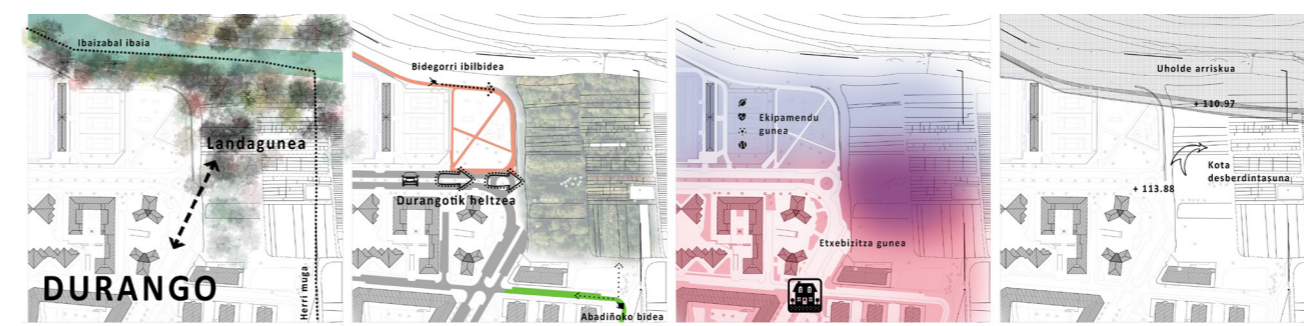 Ibaizabal ibaia
Landagunea
DURANGO
Herri muga
Bidegorri ibilbidea
Durangotik heltzea
Abadiñoko bidea
Ekipamendu
gunea
Etxebizitza gunea
Uholde arriskua
+ 110.97
Kota
desberdintasuna
+ 113.88